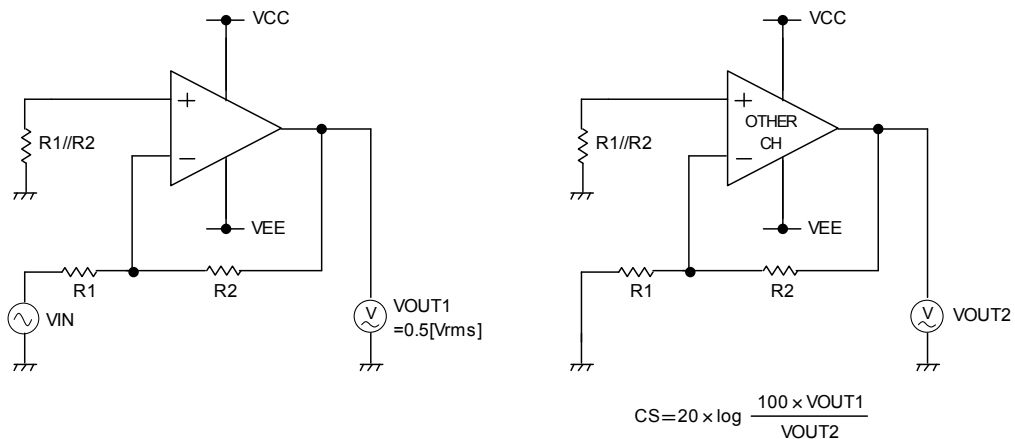 VCC
+
R1//R2
−
VEE
R1
R2
VIN
V
VOUT1
=0.5[Vrms]
VCC
+
OTHER
CH
R1//R2
−
VEE
R1
R2
V
VOUT2
CS=20×log 100×VOUT1
VOUT2